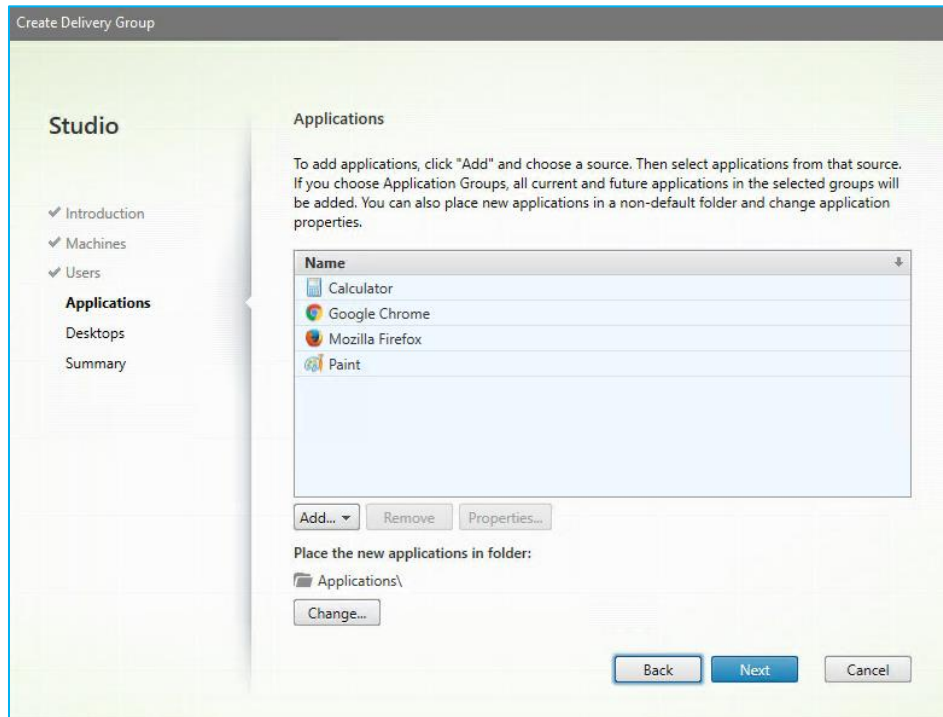 Create Delivery Group
Studio
Introduction
Machines
Users
Applications
Desktops
Summary
Applications
To add applications, click "Add" and choose a source. Then select applications from that source.
If you choose Application Groups, all current and future applications in the selected groups will
be added. You can also place new applications in a non-default folder and change application
properties.
Name
Calculator
Google Chrome
Mozilla Firefox
Paint
Add...
Remove
Properties...
Place the new applications in folder:
Applications\
Change...
Back
Next
Cancel